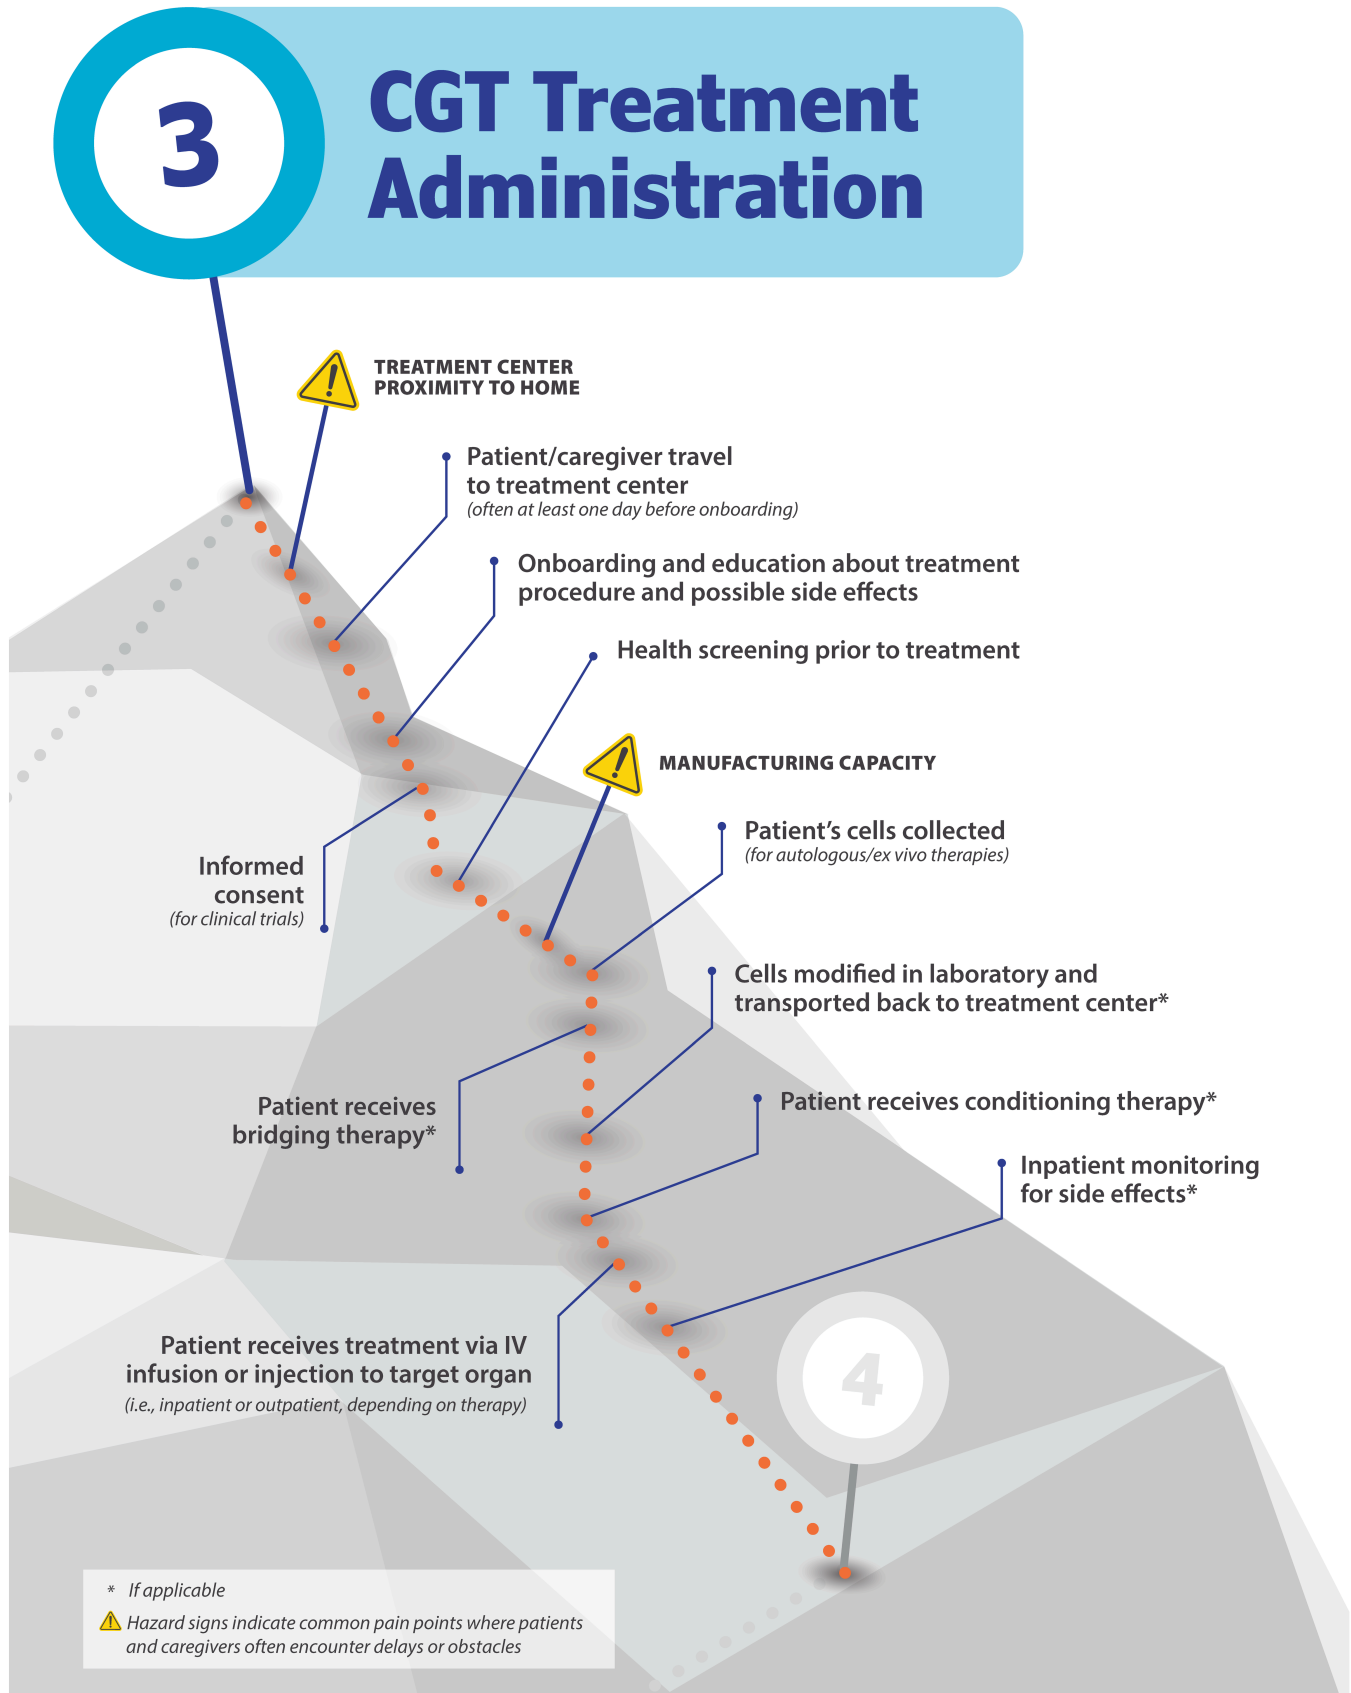 3
CGT Treatment
Administration
TREATMENT CENTER
PROXIMITY TO HOME
Patient/caregiver travel
to treatment center
(often at least one day before onboarding)
Onboarding and education about treatment
procedure and possible side effects
Informed
consent
(for clinical trials)
Health screening prior to treatment
MANUFACTURING CAPACITY
Patient’s cells collected
(for autologous/ex vivo therapies)
Patient receives
bridging therapy*
Cells modified in laboratory and
transported back to treatment center*
Patient receives conditioning therapy*
Patient receives treatment via IV
infusion or injection to target organ
(i.e., inpatient or outpatient, depending on therapy)
Inpatient monitoring
for side effects*
4
* If applicable
Hazard signs indicate common pain points where patients
and caregivers often encounter delays or obstacles